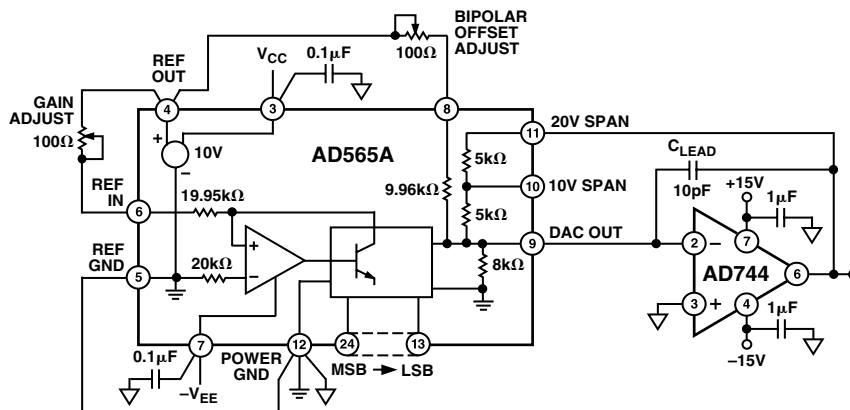 BIPOLAR
OFFSET
ADJUST
100Ω
REF
OUT
VCC
0.1µF
GAIN
ADJUST
100Ω
4
3
8
11
20V SPAN
+
10V
–
AD565A
5kΩ
CLEAD
10pF
REF
IN
9.96kΩ
10
10V SPAN
+15V
1µF
6
19.95kΩ
5kΩ
9
DAC OUT
REF
GND
5
20kΩ
+
–
8kΩ
2
–
7
AD744
6
3
+
4
1µF
–15V
0.1µF
7
POWER
GND
12
24
13
MSB
LSB
–VEE